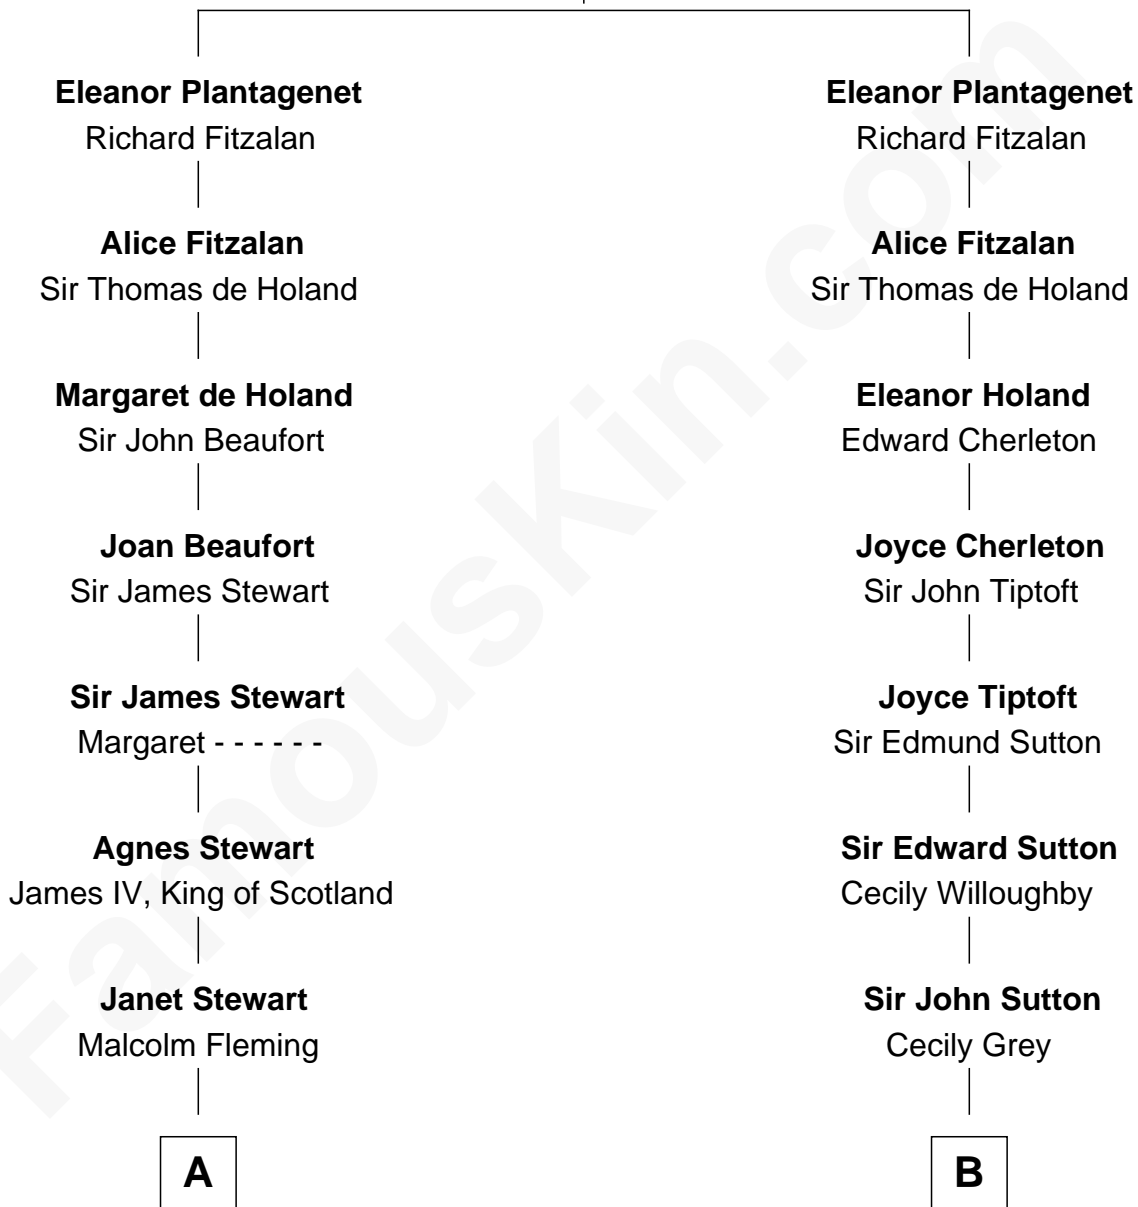 Eleanor Plantagenet
Richard Fitzalan
Alice Fitzalan
Sir Thomas de Holand
Margaret de Holand
Sir John Beaufort
Joan Beaufort
Sir James Stewart
Sir James Stewart
Margaret - - - - - -
Agnes Stewart
James IV, King of Scotland
Janet Stewart
Malcolm Fleming
A
Eleanor Plantagenet
Richard Fitzalan
Alice Fitzalan
Sir Thomas de Holand
Eleanor Holand
Edward Cherleton
Joyce Cherleton
Sir John Tiptoft
Joyce Tiptoft
Sir Edmund Sutton
Sir Edward Sutton
Cecily Willoughby
Sir John Sutton
Cecily Grey
B
FamousKin.com